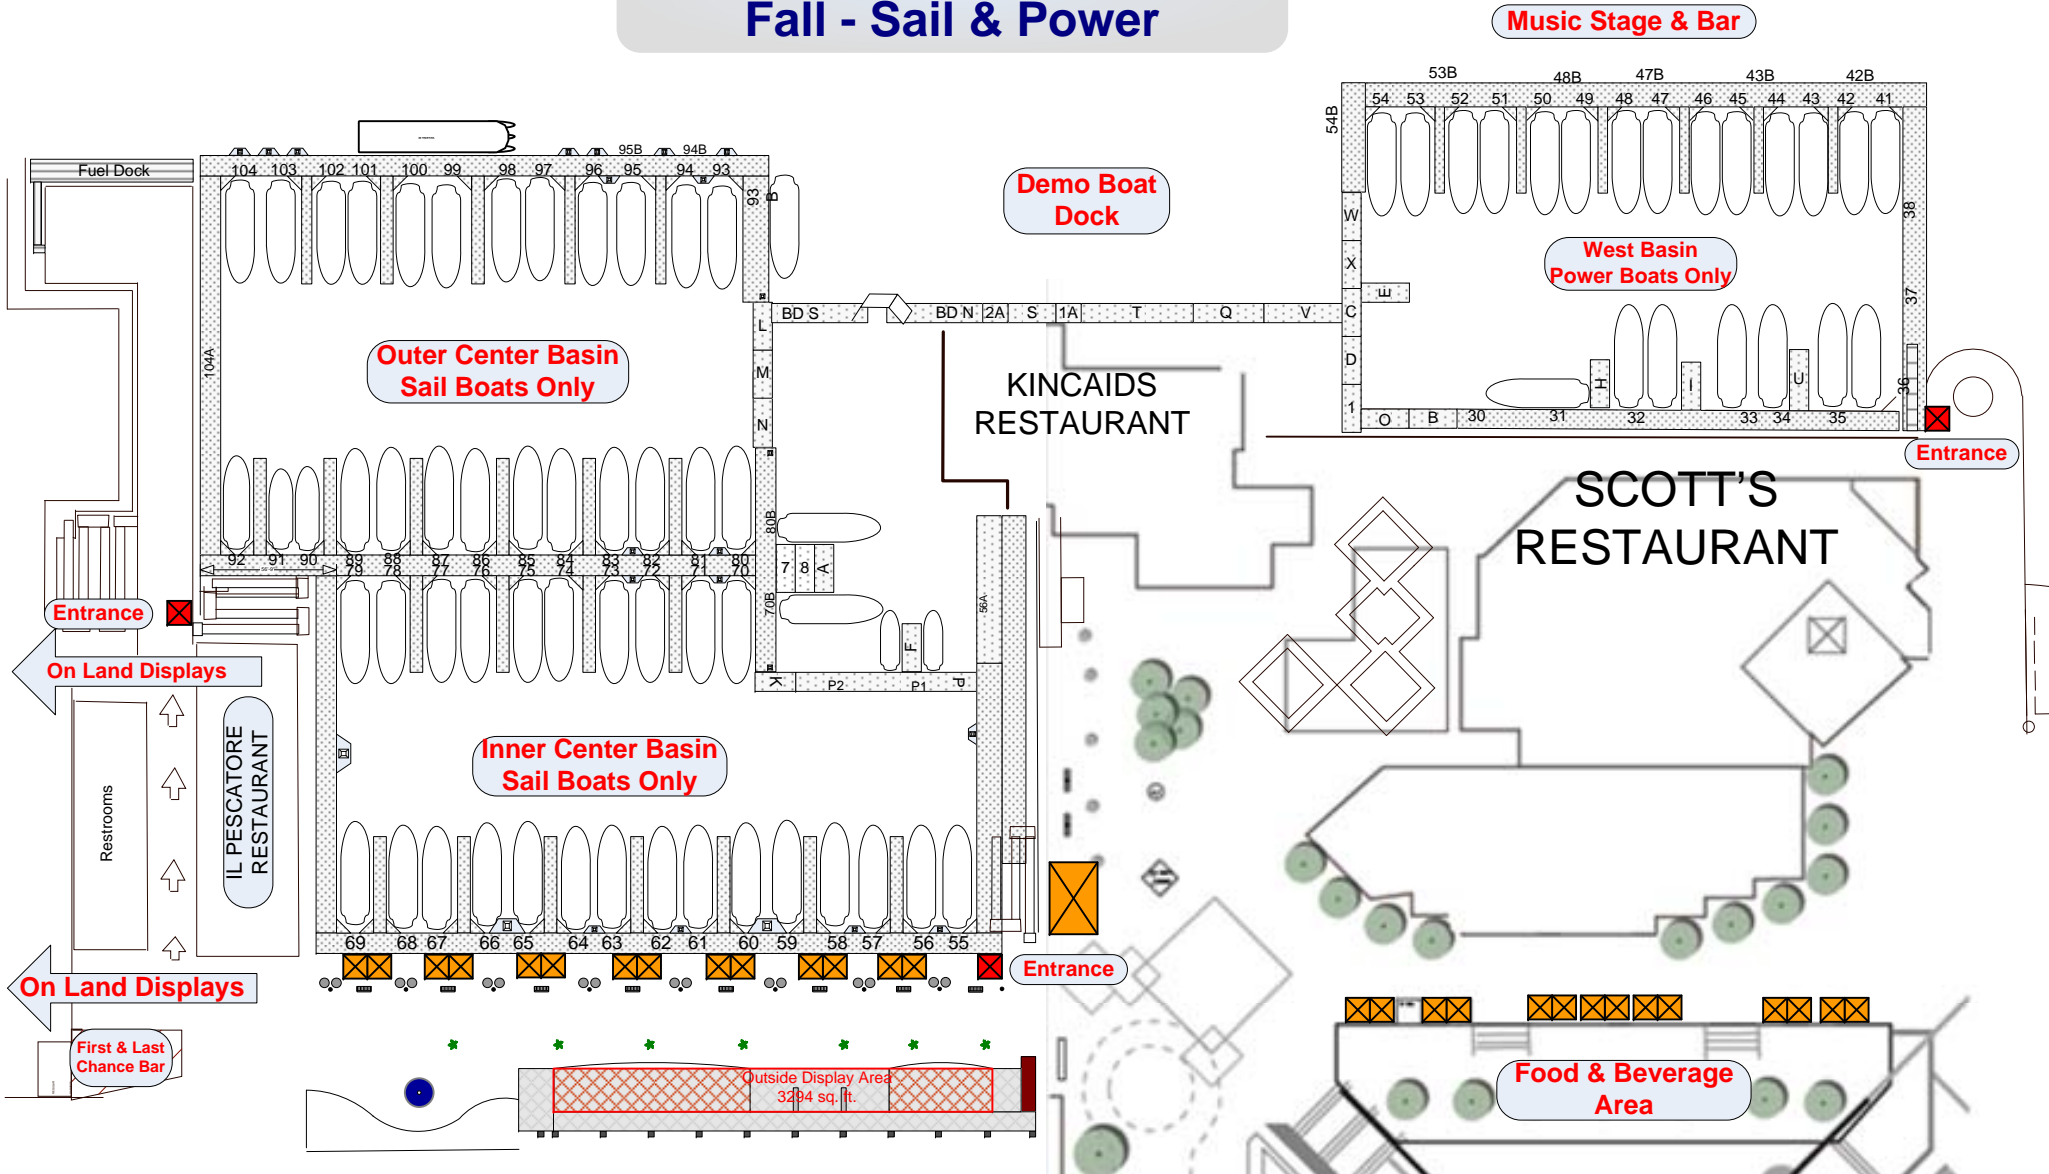 Fall - Sail & Power
Music Stage & Bar
53B
48B
47B
43B
42B
54B
54
53
52
51
50
49
48
47
46
45
44
43
42
41
Fuel Dock
95B
94B
104
103
102
101
100
99
98
97
96
95
94
93
93
B
Demo Boat
Dock
W
X
E
C
D
1
38
37
36
West Basin
Power Boats Only
BD S
BD N
2A
S
1A
T
Q
V
L
M
N
104A
Outer Center Basin
Sail Boats Only
KINCAIDS
RESTAURANT
H
I
U
O
B
30
31
32
33
34
35
Entrance
SCOTT'S
RESTAURANT
92
91
90
89
88
87
86
85
84
83
82
81
80
79
78
77
76
75
74
73
72
71
70
80B
7
8
A
70B
56A
F
K
P2
P1
P
Entrance
On Land Displays
IL PESCATORE
RESTAURANT
Restrooms
Inner Center Basin
Sail Boats Only
69
68
67
66
65
64
63
62
61
60
59
58
57
56
55
Entrance
On Land Displays
First & Last
Chance Bar
Outside Display Area
3294 sq. ft.
Food & Beverage
Area